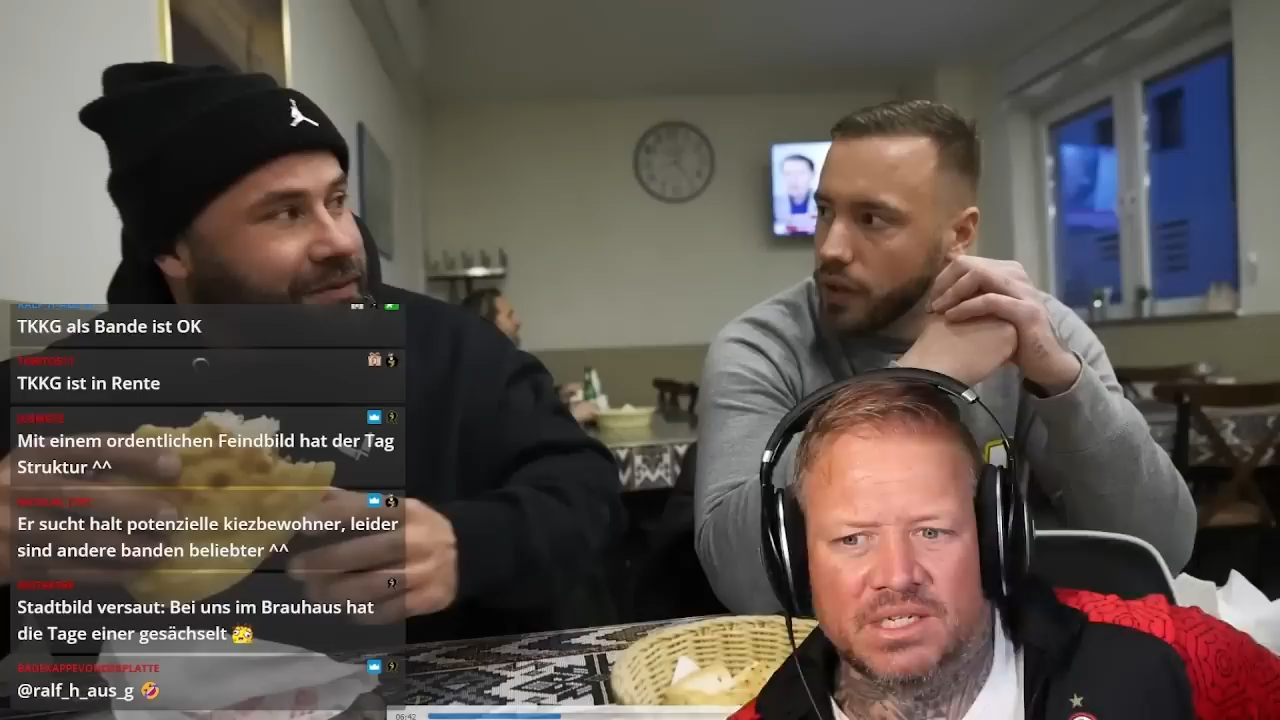 TKKG als Bande ist OK
TKKG ist in Rente
Mit einem ordentlichen Feindbild hat der Tag
Struktur ^^
Er sucht halt potenzielle kiezbewohner, leider
sind andere banden beliebter ^^
Stadtbild versaut: Bei uns im Brauhaus hat
die Tage einer gesächselt
@ralf_h_aus_g
06:42